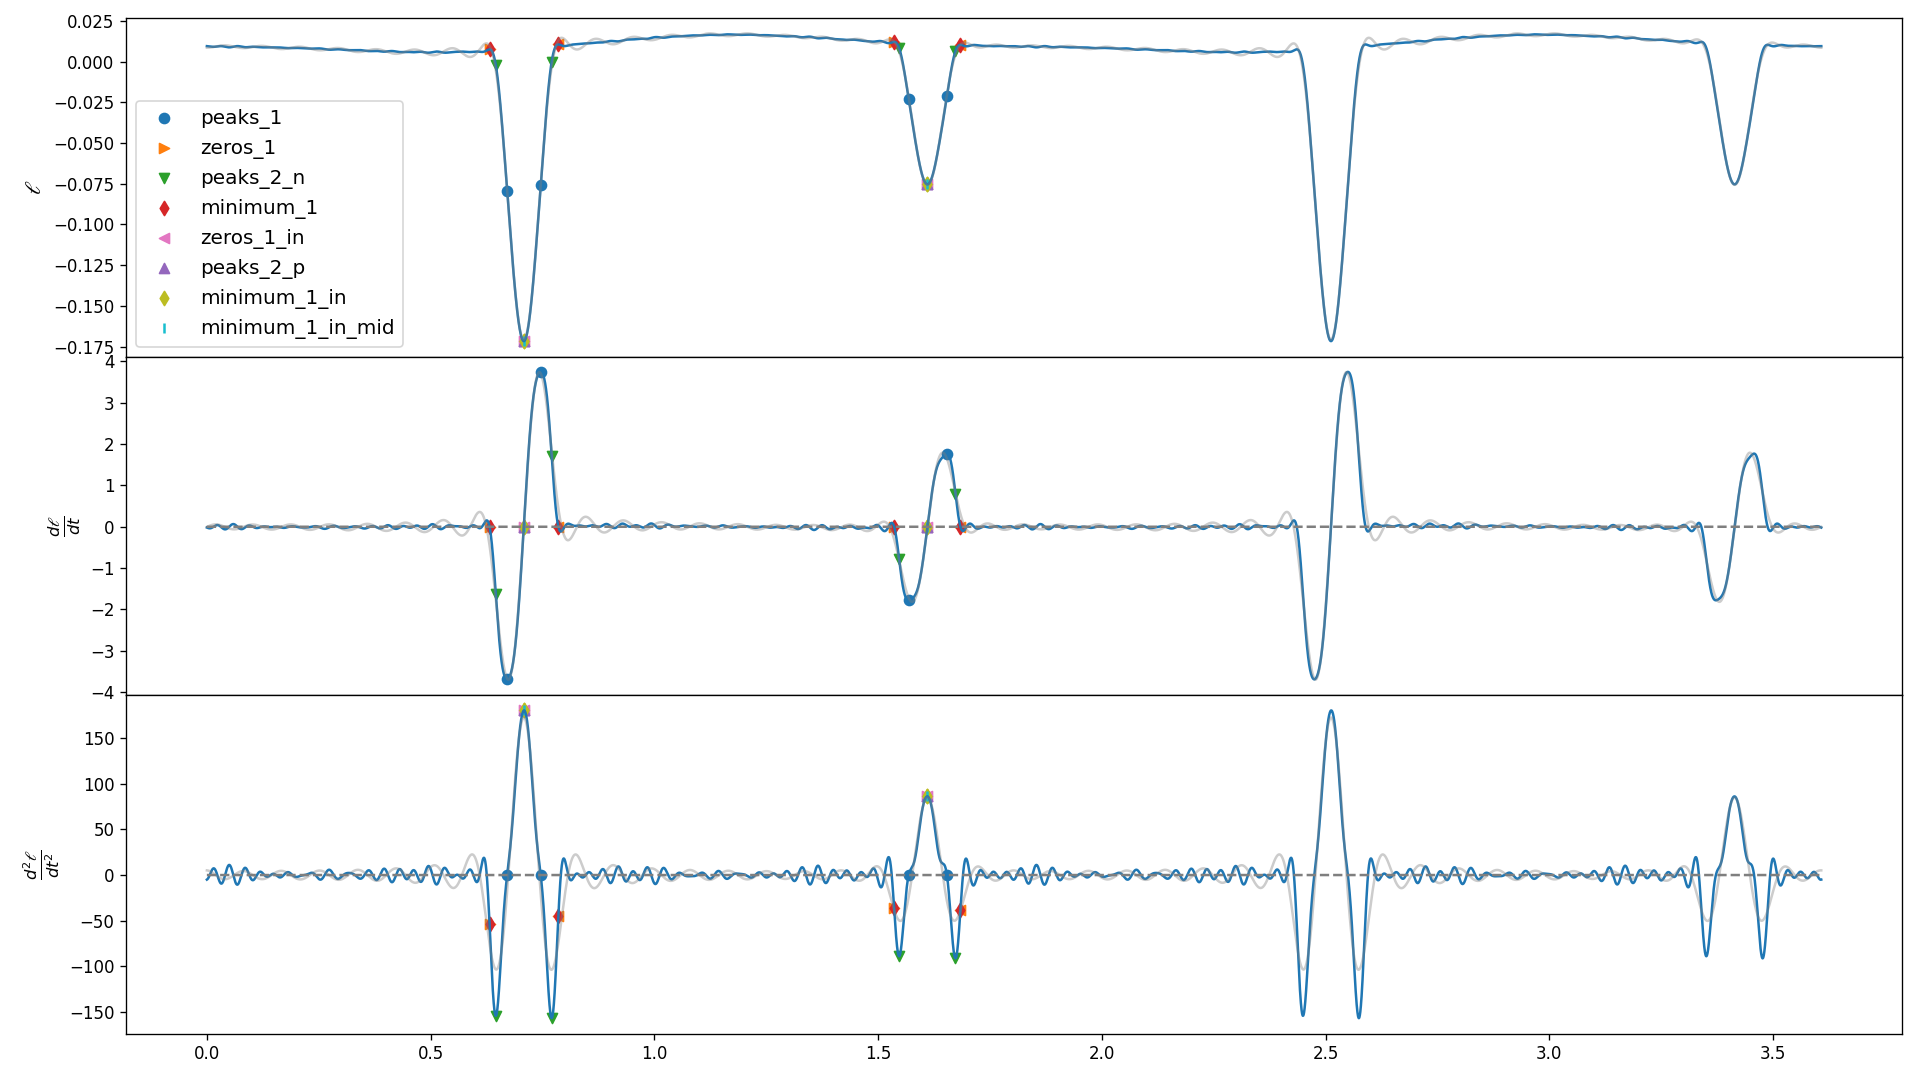 0.025
0.000
−0.025
−0.050
−0.075
−0.100
−0.125
−0.150
−0.175
ℓ
peaks_1
zeros_1
peaks_2_n
minimum_1
zeros_1_in
peaks_2_p
minimum_1_in
minimum_1_in_mid
4
3
2
1
0
−1
−2
−3
−4
dℓ
dt
150
100
50
0
−50
−100
−150
d²ℓ
dt²
0.0 0.5 1.0 1.5 2.0 2.5 3.0 3.5